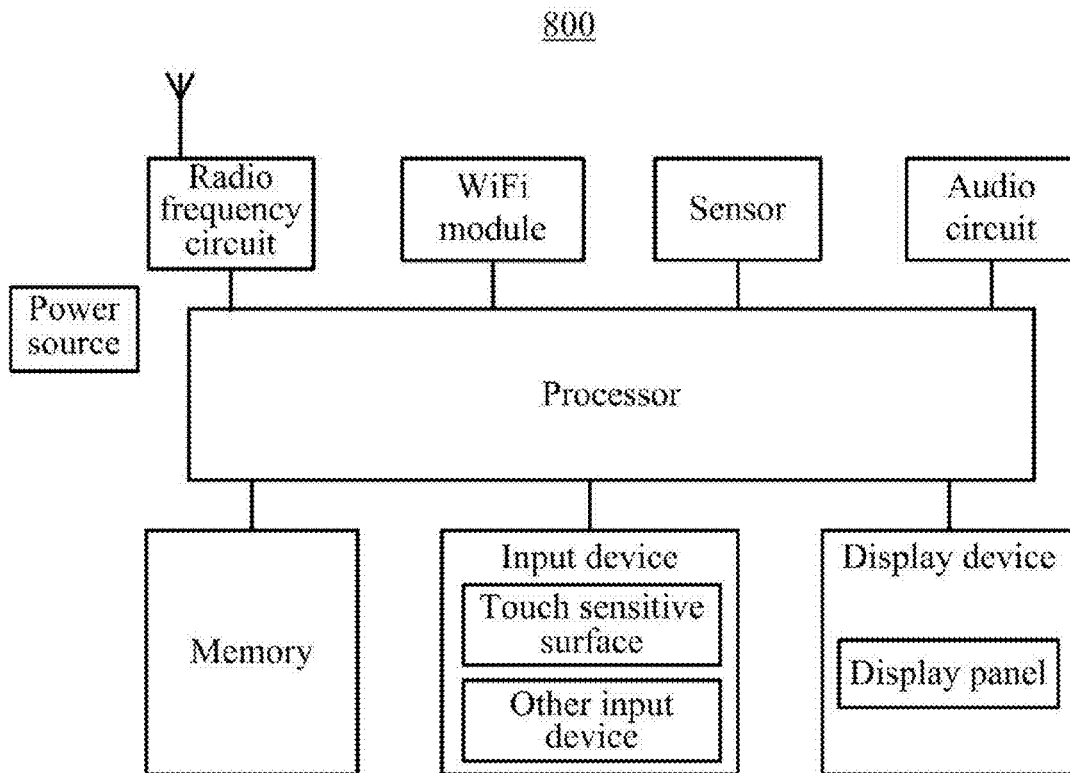 800
Radio
frequency
circuit
WiFi
module
Sensor
Audio
circuit
Power
source
Processor
Memory
Input device
Touch sensitive
surface
Other input
device
Display device
Display panel